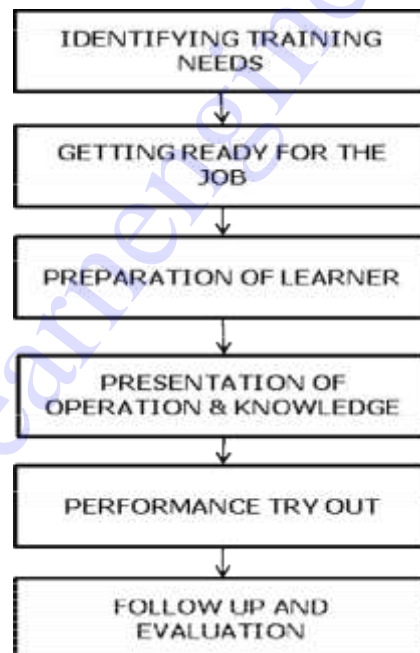 IDENTIFYING TRAINING
NEEDS
GETTING READY FOR THE
JOB
PREPARATION OF LEARNER
PRESENTATION OF
OPERATION & KNOWLEDGE
PERFORMANCE TRY OUT
FOLLOW UP AND
EVALUATION